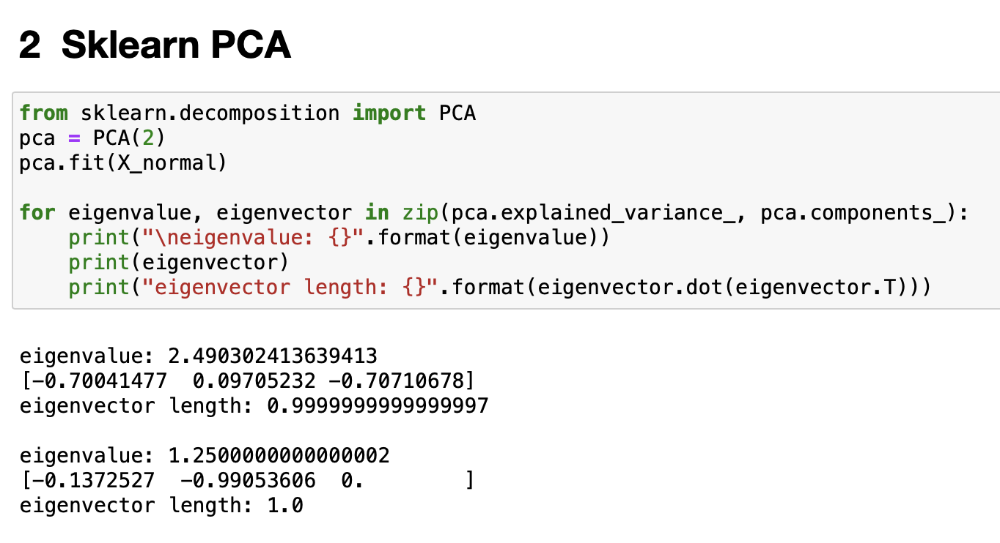 2 Sklearn PCA
from sklearn.decomposition import PCA
pca = PCA(2)
pca.fit(X_normal)
for eigenvalue, eigenvector in zip(pca.explained_variance_, pca.components_):
    print("\neigenvalue: {}".format(eigenvalue))
    print(eigenvector)
    print("eigenvector length: {}".format(eigenvector.dot(eigenvector.T)))
eigenvalue: 2.490302413639413
[-0.70041477  0.09705232 -0.70710678]
eigenvector length: 0.9999999999999997
eigenvalue: 1.2500000000000002
[-0.1372527  -0.99053606  0.        ]
eigenvector length: 1.0